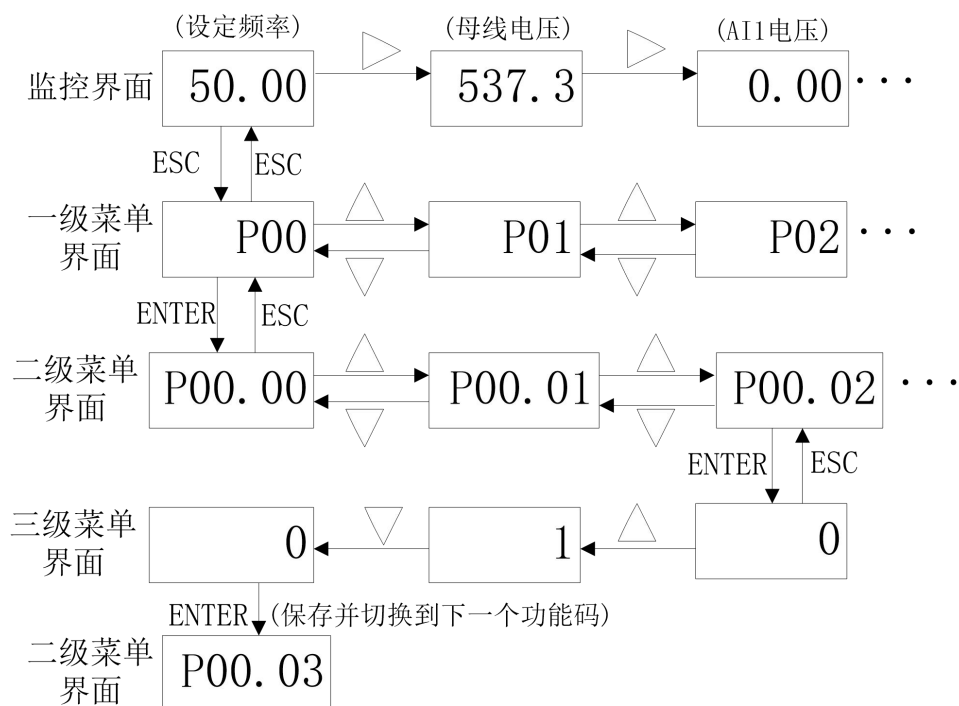 (设定频率) (母线电压) (AI1电压)
监控界面 50.00 537.3 0.00 ···
ESC ESC
一级菜单
界面
P00 P01 P02 ···
ENTER ESC
二级菜单
界面
P00.00 P00.01 P00.02 ···
ENTER ESC
三级菜单
界面
0 1 0
ENTER (保存并切换到下一个功能码)
二级菜单
界面
P00.03